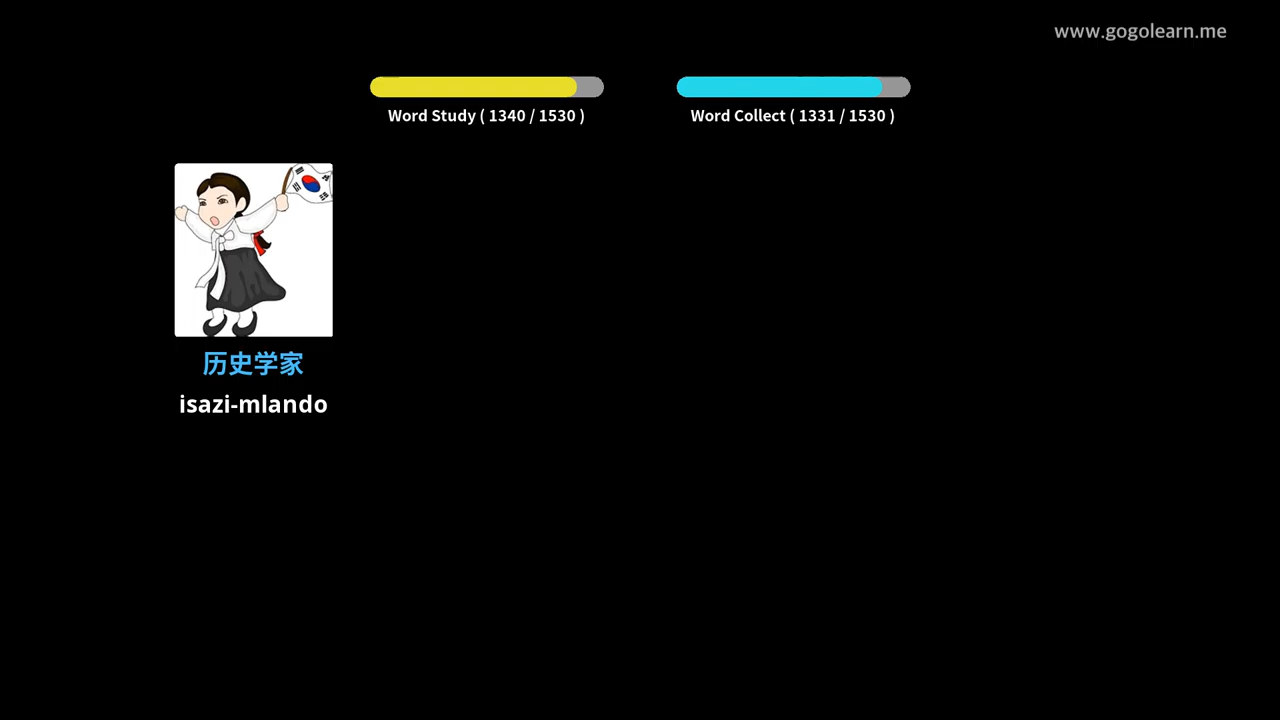 www.gogolearn.me
Word Study ( 1340 / 1530 )
Word Collect ( 1331 / 1530 )
历史学家
isazi-mlando